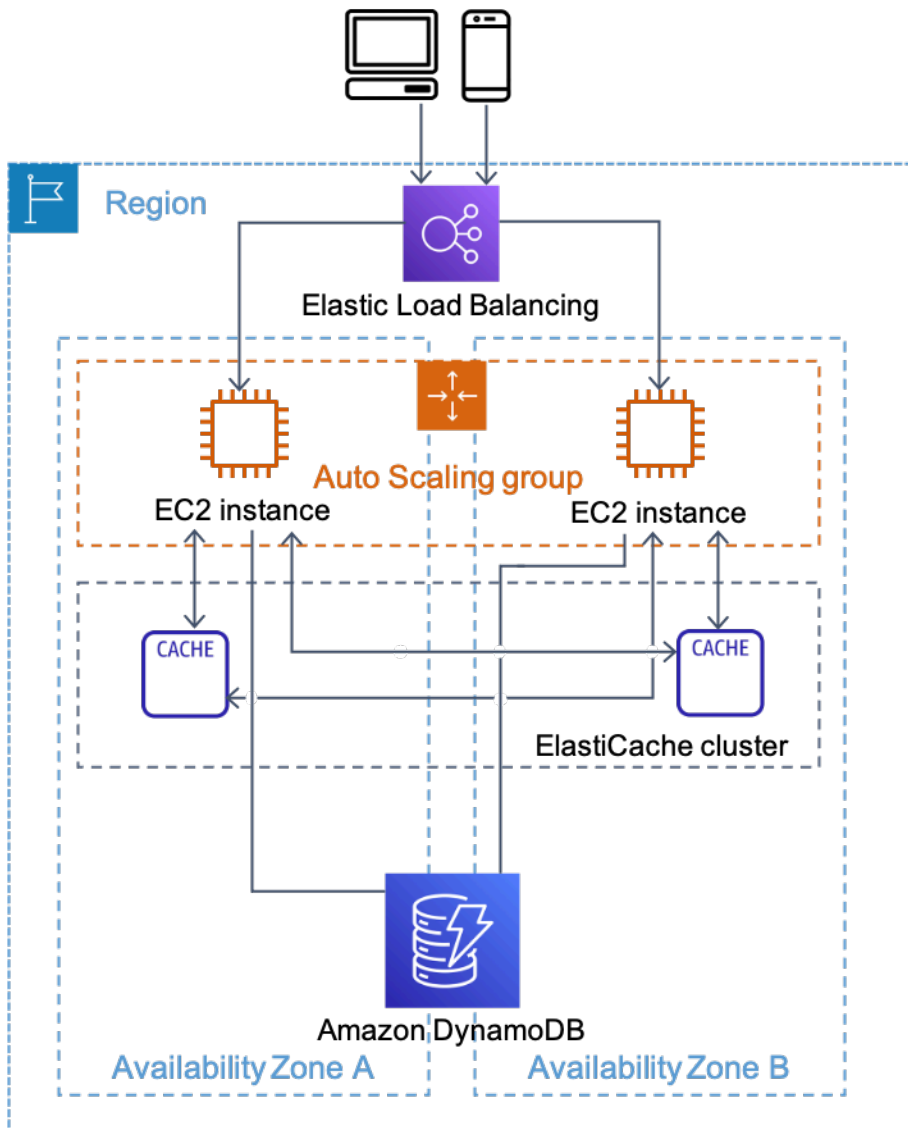 Region
Elastic Load Balancing
Auto Scaling group
EC2 instance
EC2 instance
CACHE
CACHE
ElastiCache cluster
Amazon DynamoDB
Availability Zone A
Availability Zone B